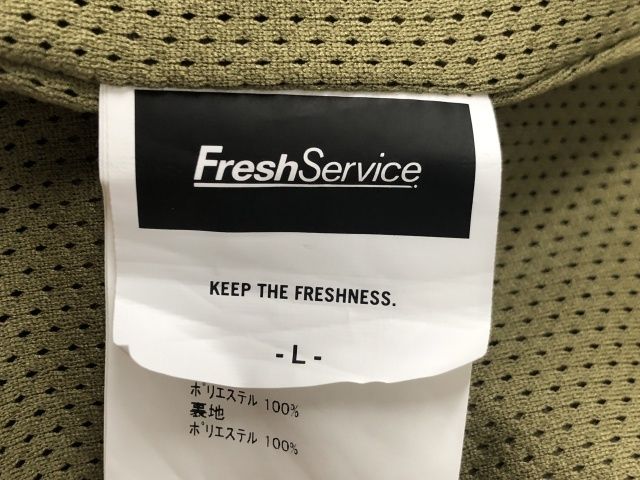 FreshService.
KEEP THE FRESHNESS.
- L -
ポリエステル 100%
裏地
ポリエステル 100%